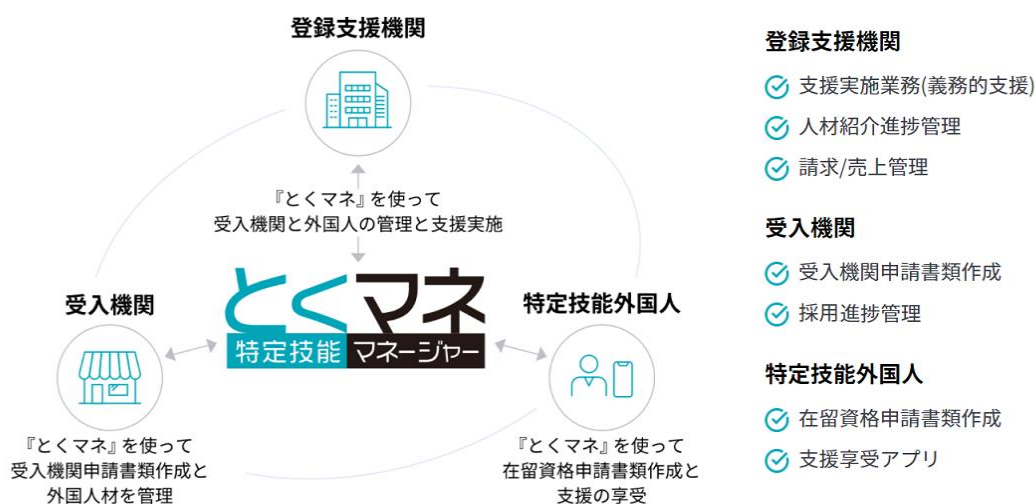 登録支援機関
『とくマネ』を使って
受入機関と外国人の管理と支援実施
受入機関
とくマネ
特定技能 マネージャー
特定技能外国人
『とくマネ』を使って
受入機関申請書類作成と
外国人材を管理
『とくマネ』を使って
在留資格申請書類作成と
支援の享受
登録支援機関
支援実施業務(義務的支援)
人材紹介進捗管理
請求/売上管理
受入機関
受入機関申請書類作成
採用進捗管理
特定技能外国人
在留資格申請書類作成
支援享受アプリ